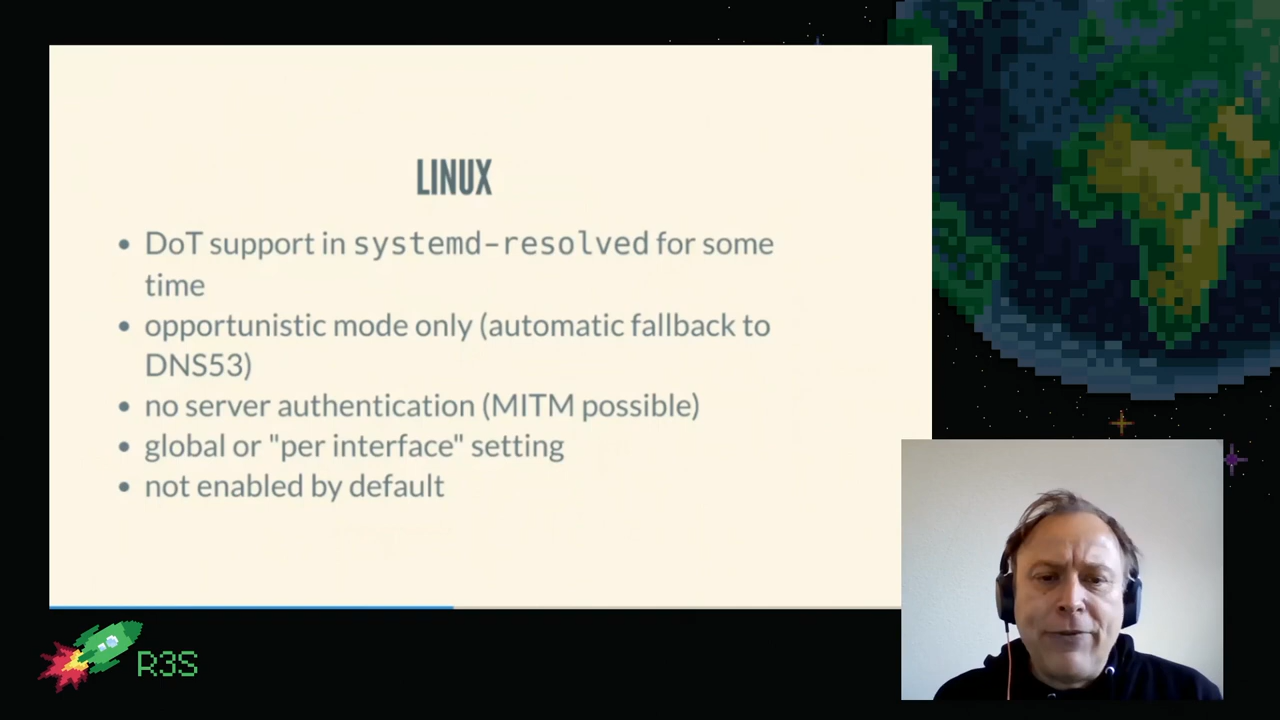 LINUX
DoT support in systemd-resolved for some
time
opportunistic mode only (automatic fallback to
DNS53)
no server authentication (MITM possible)
global or "per interface" setting
not enabled by default
R3S